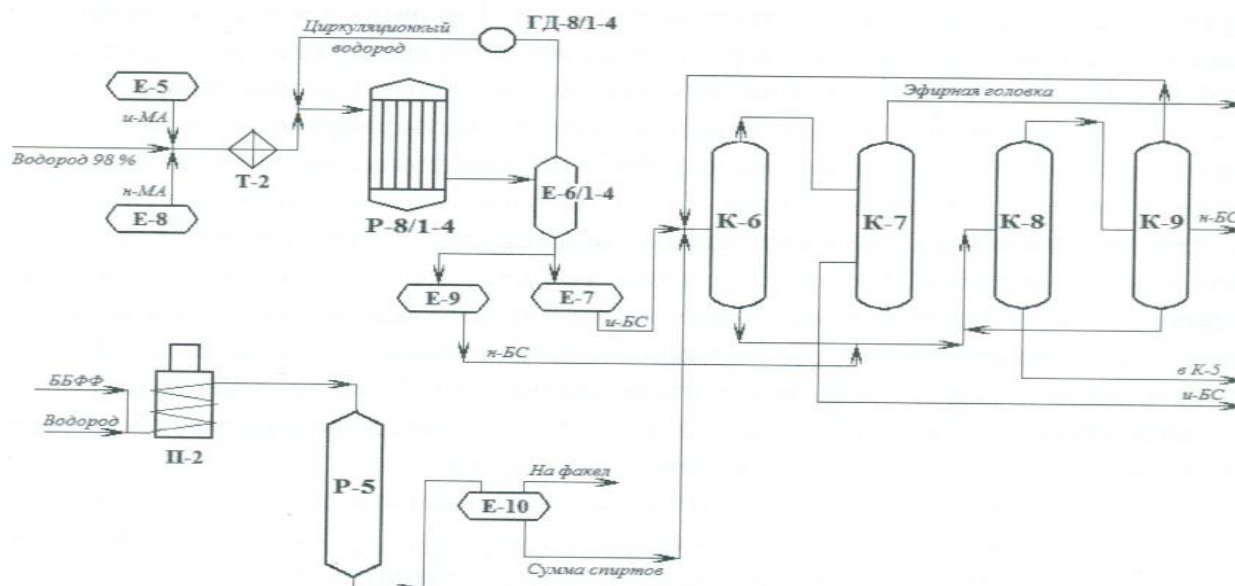 Циркуляционный
водород
ГД-8/1-4
Е-5
и-МА
Водород 98 %
Т-2
н-МА
Е-8
Р-8/1-4
Е-6/1-4
Е-9
Е-7
и-БС
н-БС
Эфирная головка
К-6
К-7
К-8
К-9
н-БС
в К-5
и-БС
ББФФ
Водород
П-2
Р-5
На факел
Е-10
Сумма спиртов